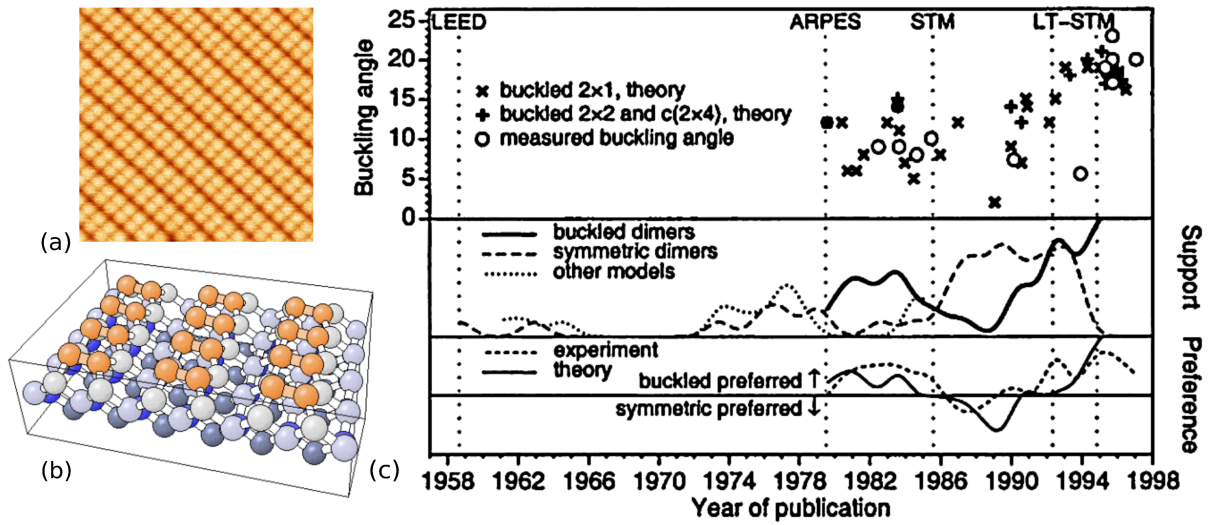 (a)
(b)
(c)
LEED
ARPES
STM
LT-STM
25
20
15
10
5
0
Buckling angle
buckled 2×1, theory
buckled 2×2 and c(2×4), theory
measured buckling angle
buckled dimers
symmetric dimers
other models
Support
experiment
theory
buckled preferred ↑
symmetric preferred ↓
Preference
1958 1962 1966 1970 1974 1978 1982 1986 1990 1994 1998
Year of publication